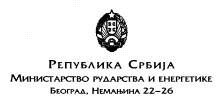 Република Србија
Министарство рударства и енергетике
Београд, Немањина 22–26